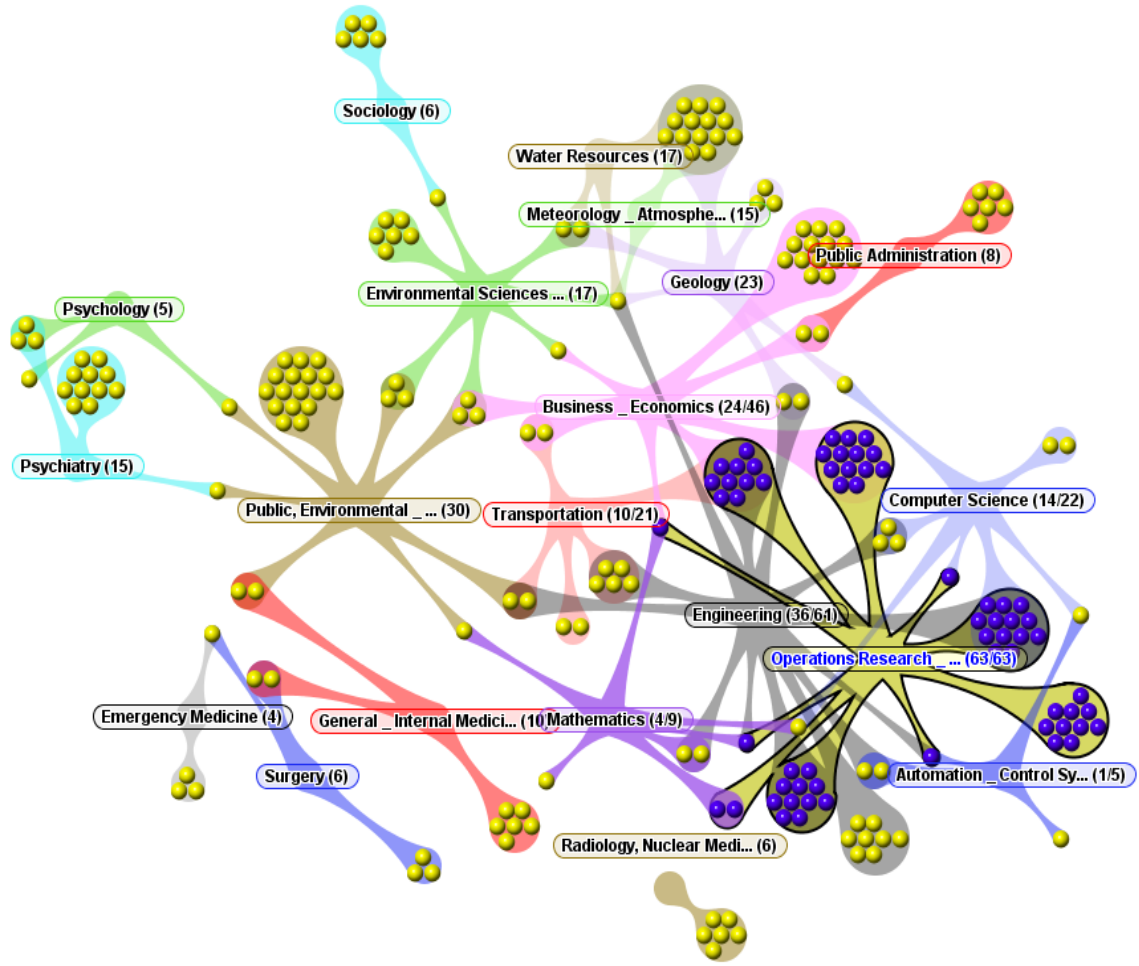 Sociology (6)
Water Resources (17)
Meteorology _ Atmosphe... (15)
Public Administration (8)
Geology (23)
Environmental Sciences ... (17)
Psychology (5)
Business _ Economics (24/46)
Psychiatry (15)
Computer Science (14/22)
Public, Environmental _ ... (30)
Transportation (10/21)
Engineering (36/61)
Operations Research _ ... (63/63)
Emergency Medicine (4)
General _ Internal Medici... (10
Mathematics (4/9)
Surgery (6)
Automation _ Control Sy... (1/5)
Radiology, Nuclear Medi... (6)